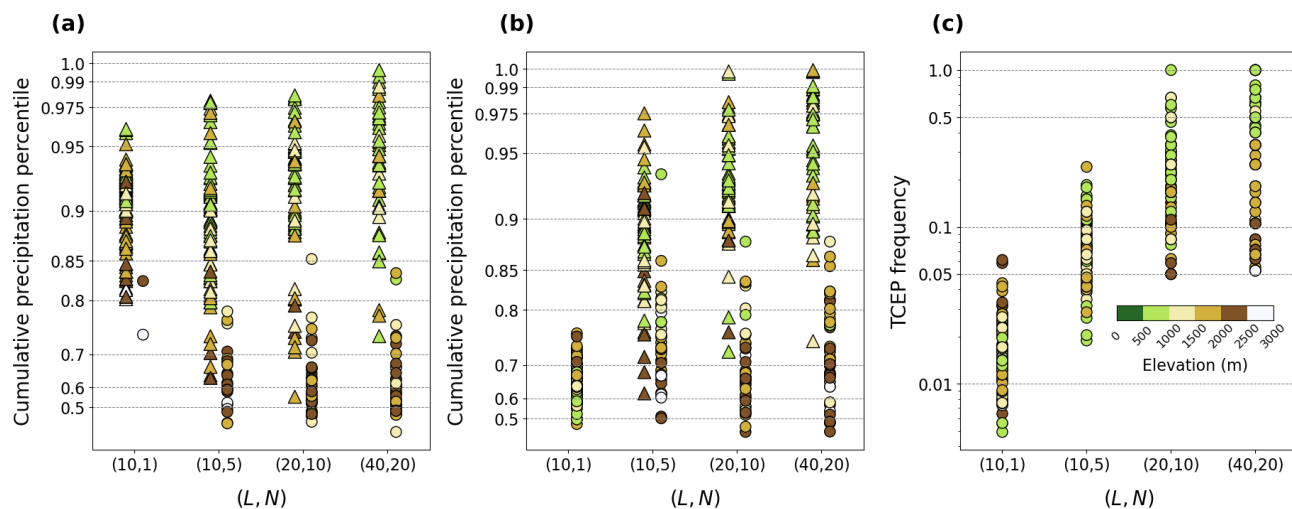 (a)
Cumulative precipitation percentile
1.0
0.99
0.975
0.95
0.9
0.85
0.8
0.7
0.6
0.5
(10,1) (10,5) (20,10) (40,20)
(L, N)
(b)
Cumulative precipitation percentile
1.0
0.99
0.975
0.95
0.9
0.85
0.8
0.7
0.6
0.5
(10,1) (10,5) (20,10) (40,20)
(L, N)
(c)
TCEP frequency
1.0
0.5
0.1
0.05
0.01
0 500 1000 1500 2000 2500 3000
Elevation (m)
(10,1) (10,5) (20,10) (40,20)
(L, N)